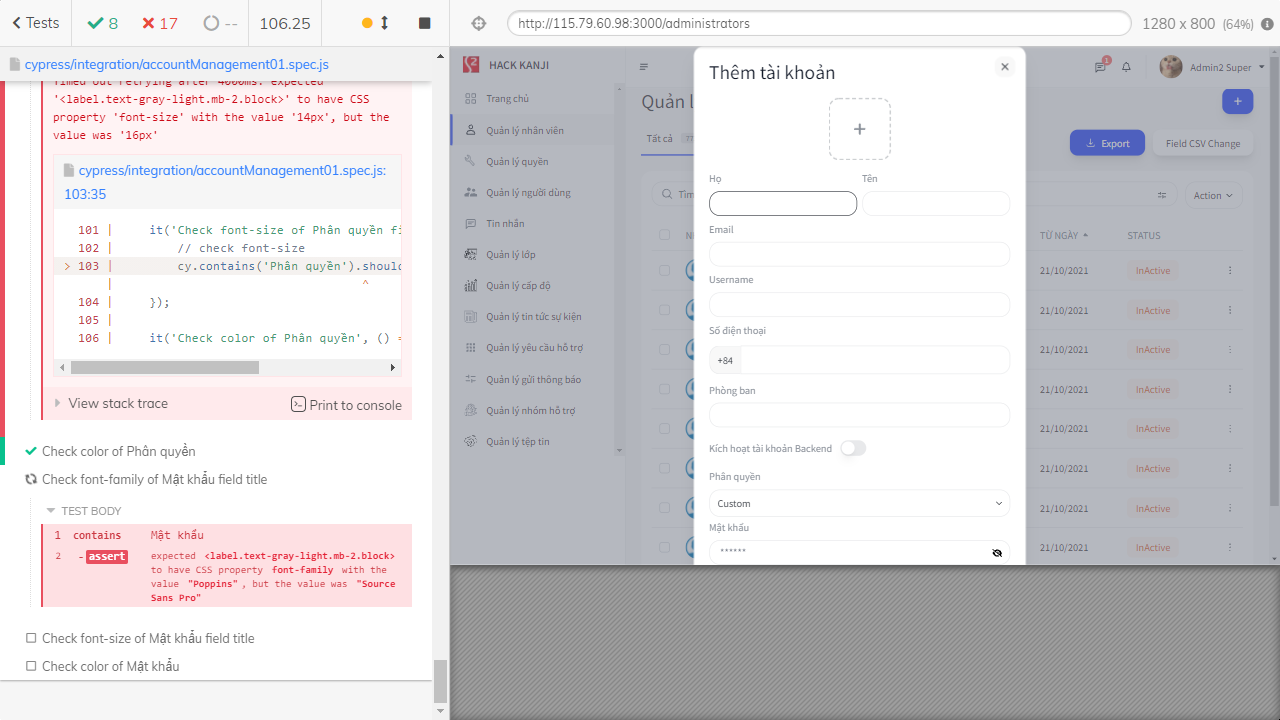 Tests
8
17
--
106.25
http://115.79.60.98:3000/administrators
1280 x 800 (64%)
cypress/integration/accountManagement01.spec.js
Timed out retrying after 4000ms: expected
'<label.text-gray-light.mb-2.block>' to have CSS
property 'font-size' with the value '14px', but the
value was '16px'
cypress/integration/accountManagement01.spec.js:
103:35
101 | it('Check font-size of Phân quyền fi
102 | // check font-size
> 103 | cy.contains('Phân quyền').should
| ^
104 | });
105 |
106 | it('Check color of Phân quyền', () =
View stack trace
Print to console
Check color of Phân quyền
Check font-family of Mật khẩu field title
TEST BODY
1 contains Mật khẩu
2 -assert expected <label.text-gray-light.mb-2.block>
to have CSS property font-family with the
value "Poppins", but the value was "Source
Sans Pro"
Check font-size of Mật khẩu field title
Check color of Mật khẩu
HACK KANJI
Trang chủ
Quản lý nhân viên
Quản lý quyền
Quản lý người dùng
Tin nhắn
Quản lý lớp
Quản lý cấp độ
Quản lý tin tức sự kiện
Quản lý yêu cầu hỗ trợ
Quản lý gửi thông báo
Quản lý nhóm hỗ trợ
Quản lý tệp tin
1
Admin2 Super
Quản l
+
Tất cả 77
Export
Field CSV Change
Tìm
Action
TỪ NGÀY
STATUS
21/10/2021 InActive
21/10/2021 InActive
21/10/2021 InActive
21/10/2021 InActive
21/10/2021 InActive
21/10/2021 InActive
21/10/2021 InActive
21/10/2021 InActive
Thêm tài khoản
×
+
Họ
Tên
Email
Username
Số điện thoại
+84
Phòng ban
Kích hoạt tài khoản Backend
Phân quyền
Custom
Mật khẩu
******